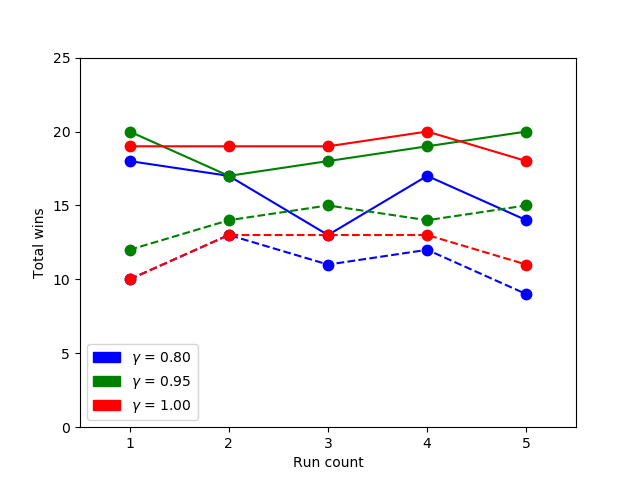 25
20
15
10
5
0
Total wins
γ = 0.80
γ = 0.95
γ = 1.00
1 2 3 4 5
Run count